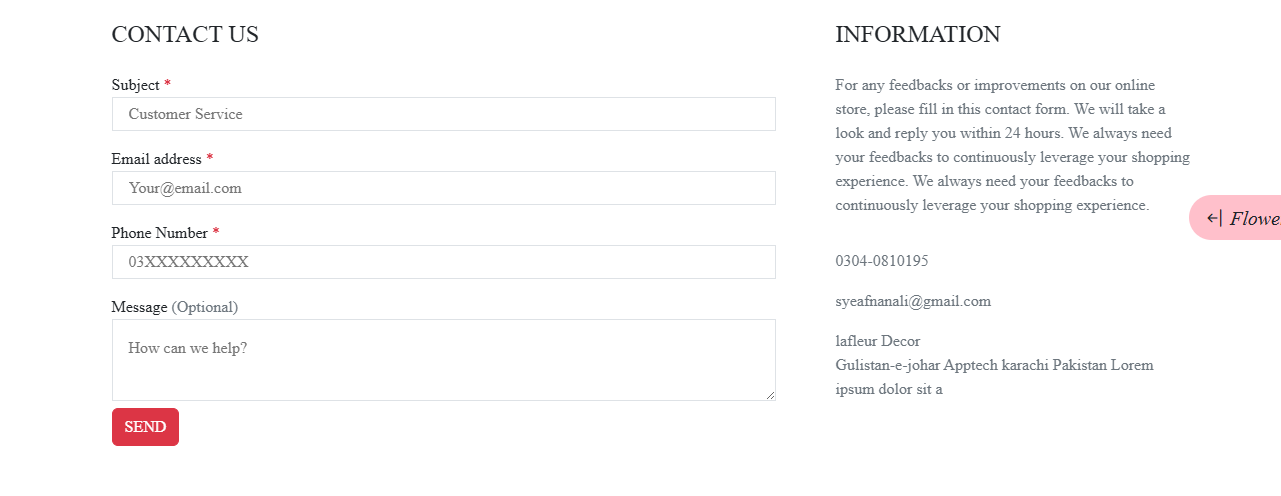 CONTACT US
Subject *
Customer Service
Email address *
Your@email.com
Phone Number *
03XXXXXXXXX
Message (Optional)
How can we help?
SEND
INFORMATION
For any feedbacks or improvements on our online
store, please fill in this contact form. We will take a
look and reply you within 24 hours. We always need
your feedbacks to continuously leverage your shopping
experience. We always need your feedbacks to
continuously leverage your shopping experience.
0304-0810195
syeafnanali@gmail.com
lafleur Decor
Gulistan-e-johar Apptech karachi Pakistan Lorem
ipsum dolor sit a